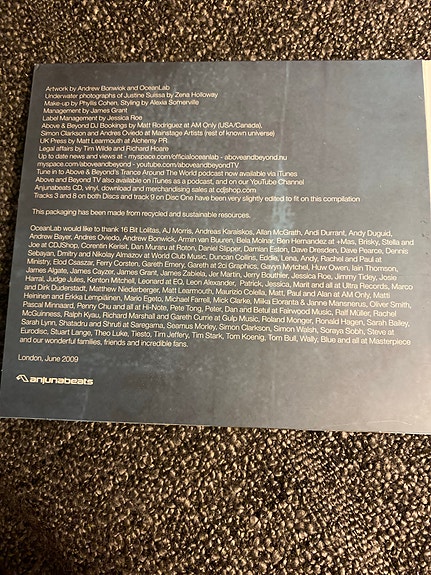 Artwork by Andrew Bonwick and OceanLab
Underwater photographs of Justine Suissa by Zena Holloway
Make-up by Phyllis Cohen, Styling by Alexia Somerville
Management by James Grant
Label Management by Jessica Roe
Above & Beyond DJ Bookings by Matt Rodriguez at AM Only (USA/Canada),
Simon Clarkson and Andres Oviedo at Mainstage Artists (rest of known universe)
UK Press by Matt Learmouth at Alchemy PR
Legal affairs by Tim Wilde and Richard Hoare
Up to date news and views at - myspace.com/officialoceanlab - aboveandbeyond.nu
myspace.com/aboveandbeyond - youtube.com/aboveandbeyondTV
Tune in to Above & Beyond's Trance Around The World podcast now available via iTunes
Above and Beyond TV also available on iTunes as a podcast, and on our YouTube Channel
Anjunabeats CD, vinyl, download and merchandising sales at cdjshop.com
Tracks 3 and 8 on both Discs and track 9 on Disc One have been very slightly edited to fit on this compilation
This packaging has been made from recycled and sustainable resources.
OceanLab would like to thank 16 Bit Lolitas, AJ Morris, Andreas Karaiskos, Allan McGrath, Andi Durrant, Andy Duguid,
Andrew Bayer, Andres Oviedo, Andrew Bonwick, Armin van Buuren, Bela Molnar, Ben Hernandez at +Mas, Brisky, Stella and
Joe at CDJShop, Corentin Kerisit, Dan Muraru at Roton, Daniel Slipper, Damian Eston, Dave Dresden, Dave Pearce, Dennis
Sebayan, Dmitry and Nikolay Almazov at World Club Music, Duncan Collins, Eddie, Lena, Andy, Rachel and Paul at
Ministry, Elod Csaszar, Ferry Corsten, Gareth Emery, Gareth at 2ci Graphics, Gavyn Mytchel, Huw Owen, Iain Thomson,
James Algate, James Cayzer, James Grant, James Zabiela, Jor Martin, Jerry Bouthier, Jessica Roe, Jimmy Tidey, Josie
Harraf, Judge Jules, Kenton Mitchell, Leonard at EQ, Leon Alexander, Patrick, Jessica, Marit and all at Ultra Records, Marco
and Dirk Duderstadt, Matthew Niederberger, Matt Learmouth, Maurizio Colella, Matt, Paul and Alan at AM Only, Matti
Heininen and Erkka Lumpäinen, Mario Egeto, Michael Farrell, Mick Clarke, Miika Eloranta & Janne Mansnerus, Oliver Smith,
Pascal Minnaard, Penny Chu and all at Hi-Note, Pete Tong, Peter, Dan and Betul at Fairwood Music, Ralf Müller, Rachel
McGuinness, Ralph Kyau, Richard Marshall and Gareth Currie at Gulp Music, Roland Monger, Ronald Hagen, Sarah Bailey,
Sarah Lynn, Shatadru and Shruti at Saregama, Seamus Morley, Simon Clarkson, Simon Walsh, Soraya Sobh, Steve at
Eurodisc, Stuart Lange, Theo Luke, Tiesto, Tim Jeffery, Tim Stark, Tom Koenig, Tom Bull, Wally, Blue and all at Masterpiece
and our wonderful families, friends and incredible fans.
London, June 2009
anjunabeats